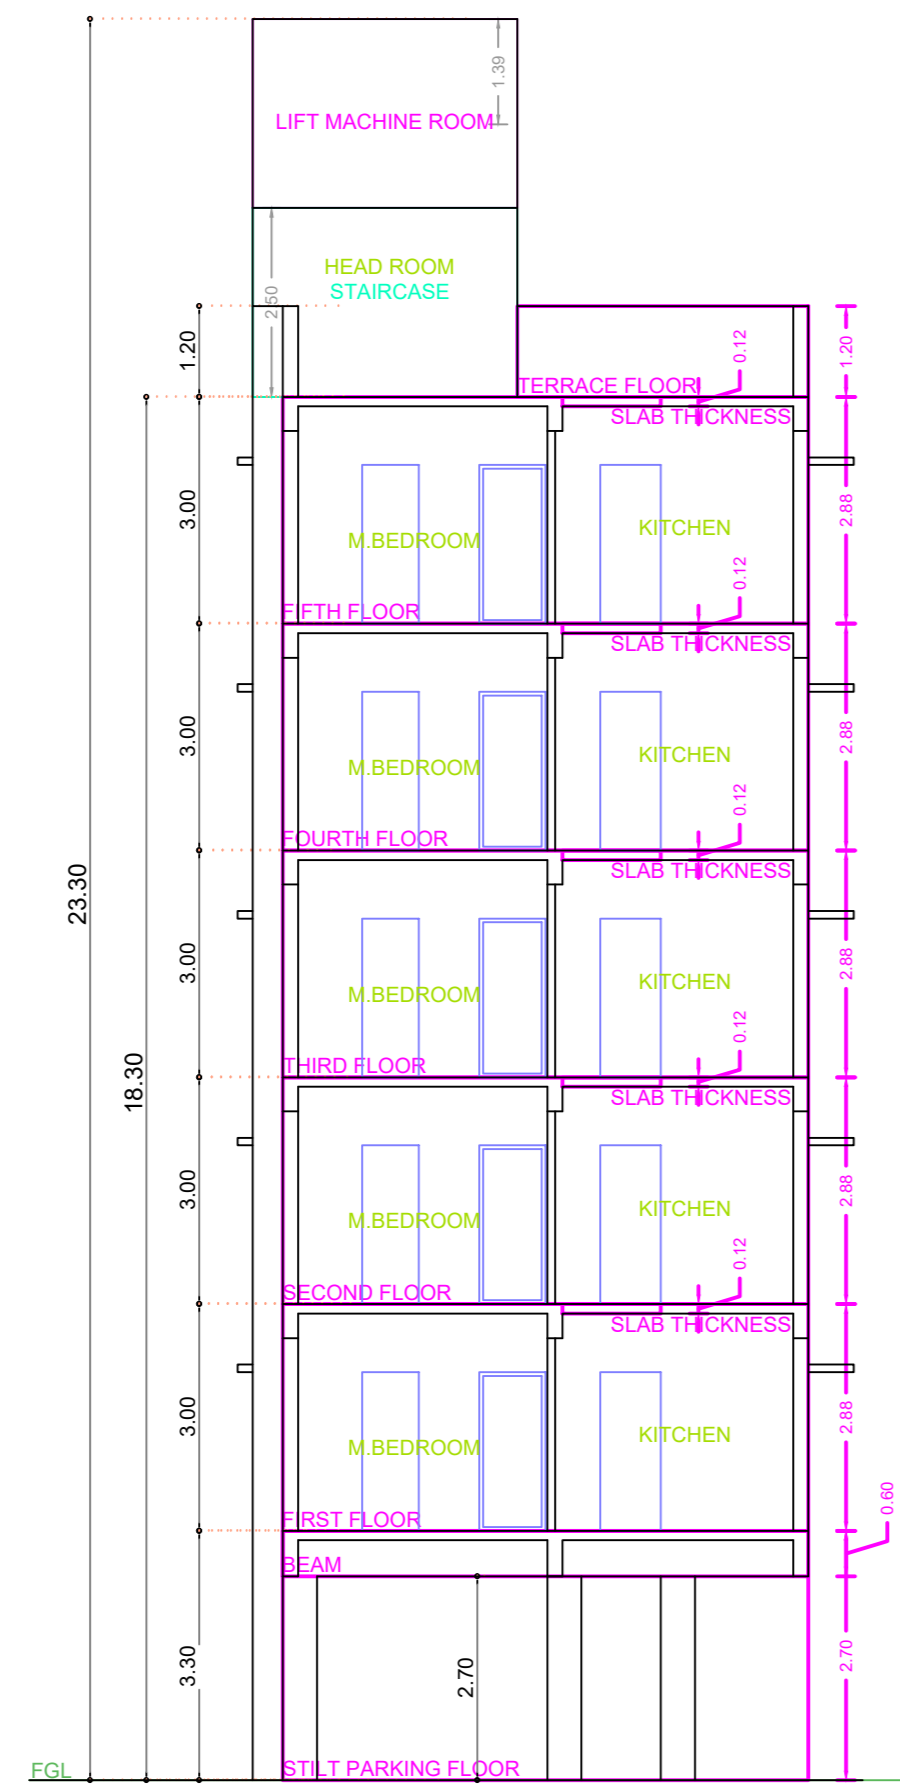 1.39
LIFT MACHINE ROOM
HEAD ROOM
STAIRCASE
2.50
1.20
1.20
0.12
TERRACE FLOOR
SLAB THICKNESS
3.00
2.88
M.BEDROOM
KITCHEN
0.12
FIFTH FLOOR
SLAB THICKNESS
3.00
2.88
M.BEDROOM
KITCHEN
0.12
FOURTH FLOOR
SLAB THICKNESS
23.30
3.00
2.88
M.BEDROOM
KITCHEN
0.12
THIRD FLOOR
SLAB THICKNESS
18.30
3.00
2.88
M.BEDROOM
KITCHEN
0.12
SECOND FLOOR
SLAB THICKNESS
3.00
2.88
M.BEDROOM
KITCHEN
0.60
FIRST FLOOR
BEAM
3.30
2.70
2.70
FGL
STILT PARKING FLOOR